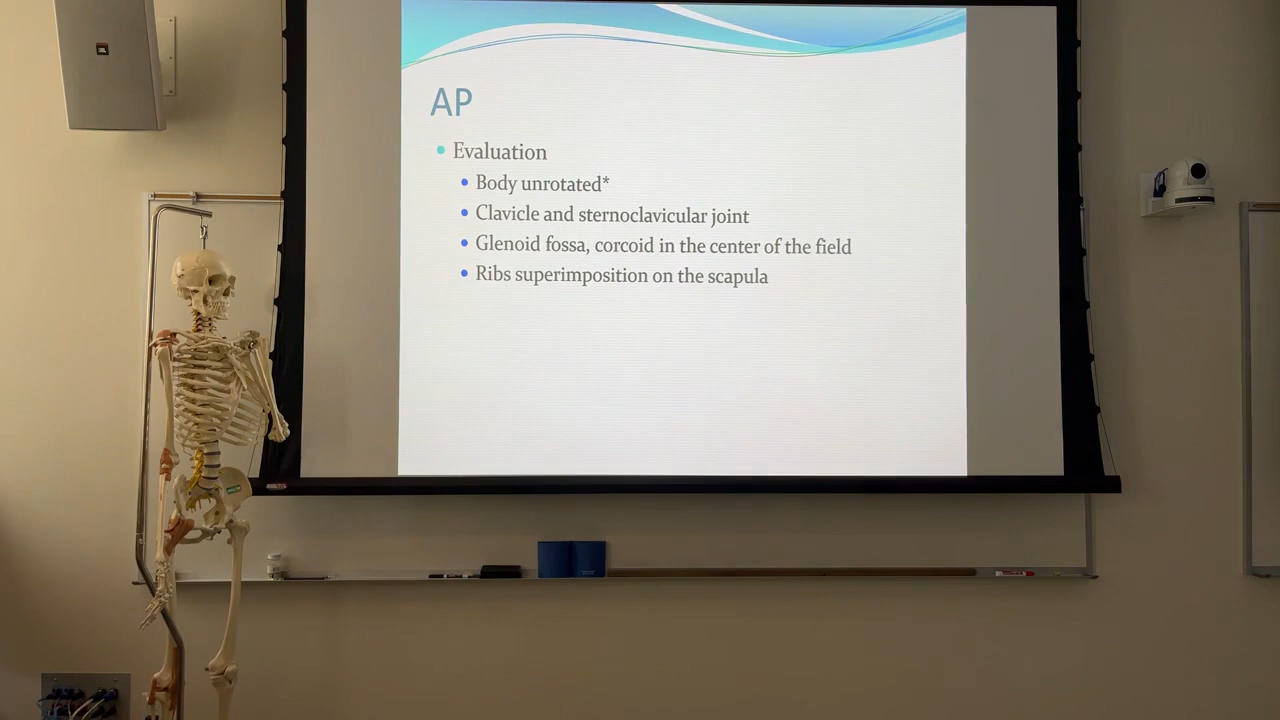 AP
Evaluation
Body unrotated*
Clavicle and sternoclavicular joint
Glenoid fossa, corcoid in the center of the field
Ribs superimposition on the scapula
JBL